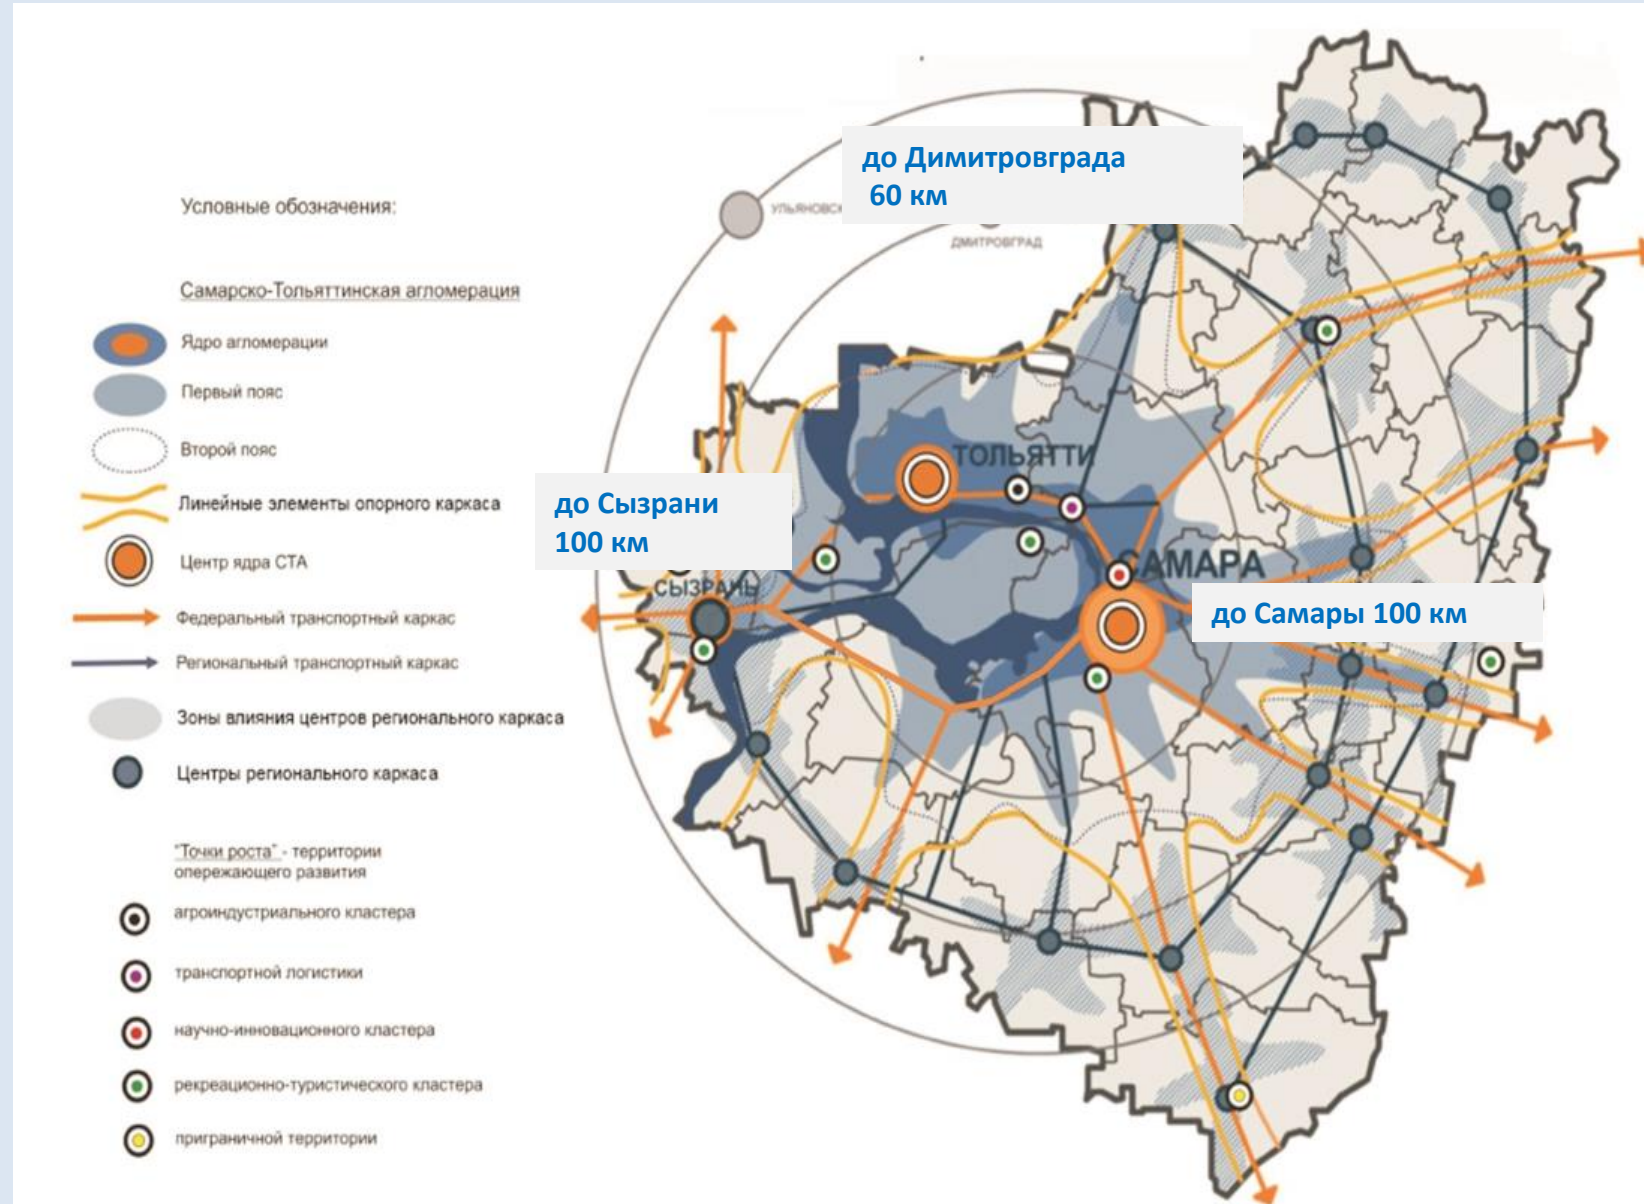 до Димитровграда
60 км
УЛЬЯНОВСК
ДМИТРОВГРАД
Условные обозначения:
Самарско-Тольяттинская агломерация
Ядро агломерации
Первый пояс
Второй пояс
Линейные элементы опорного каркаса
Центр ядра СТА
Федеральный транспортный каркас
Региональный транспортный каркас
Зоны влияния центров регионального каркаса
Центры регионального каркаса
"Точки роста" - территории
опережающего развития
агроиндустриального кластера
транспортной логистики
научно-инновационного кластера
рекреационно-туристического кластера
приграничной территории
ТОЛЬЯТТИ
до Сызрани
100 км
САМАРА
СЫЗРАНЬ
до Самары 100 км